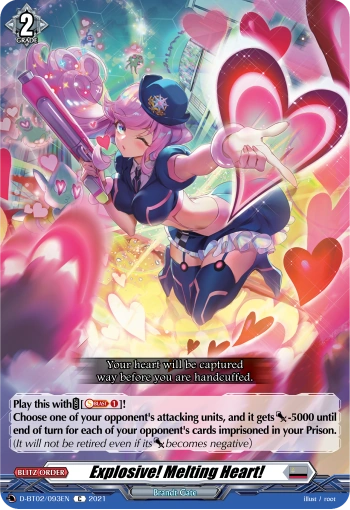 2
GRADE
Your heart will be captured
way before you are handcuffed.
Play this with [SOUL BLAST 1]!
Choose one of your opponent's attacking units, and it gets -5000 until
end of turn for each of your opponent's cards imprisoned in your Prison.
(It will not be retired even if its becomes negative)
BLITZ ORDER
Explosive! Melting Heart!
D-BT02/093EN C 2021
Brandt Gate
illust / root